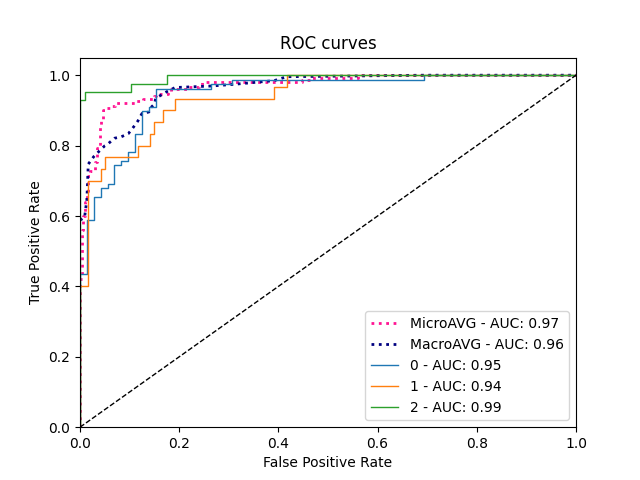 ROC curves
True Positive Rate
1.0
0.8
0.6
0.4
0.2
0.0
0.0 0.2 0.4 0.6 0.8 1.0
False Positive Rate
MicroAVG - AUC: 0.97
MacroAVG - AUC: 0.96
0 - AUC: 0.95
1 - AUC: 0.94
2 - AUC: 0.99